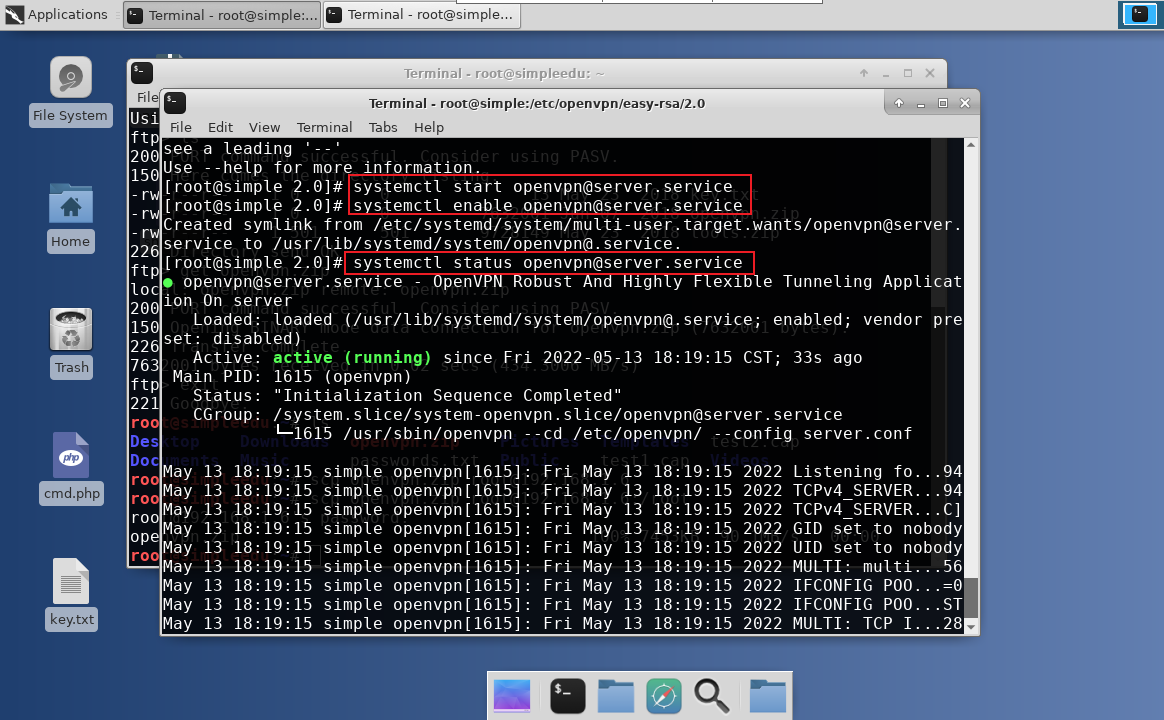 Applications
Terminal - root@simple:...
Terminal - root@simple...
File System
Home
Trash
cmd.php
key.txt
php
Terminal - root@simpleedu: ~
File
Usi
ftp
200
150
-rw
-rw
-rw
226
ftp
loc
200
150
226
763
ftp
221
roo
Des
Doc
roo
roo
roo
ope
roo
Terminal - root@simple:/etc/openvpn/easy-rsa/2.0
File Edit View Terminal Tabs Help
see a leading '--'
Use --help for more information.
[root@simple 2.0]# systemctl start openvpn@server.service
[root@simple 2.0]# systemctl enable openvpn@server.service
Created symlink from /etc/systemd/system/multi-user.target.wants/openvpn@server.
service to /usr/lib/systemd/system/openvpn@.service.
[root@simple 2.0]# systemctl status openvpn@server.service
● openvpn@server.service - OpenVPN Robust And Highly Flexible Tunneling Applicat
ion On server
Loaded: loaded (/usr/lib/systemd/system/openvpn@.service; enabled; vendor pre
set: disabled)
Active: active (running) since Fri 2022-05-13 18:19:15 CST; 33s ago
Main PID: 1615 (openvpn)
Status: "Initialization Sequence Completed"
CGroup: /system.slice/system-openvpn.slice/openvpn@server.service
└─1615 /usr/sbin/openvpn --cd /etc/openvpn/ --config server.conf
May 13 18:19:15 simple openvpn[1615]: Fri May 13 18:19:15 2022 Listening fo...94
May 13 18:19:15 simple openvpn[1615]: Fri May 13 18:19:15 2022 TCPv4_SERVER...94
May 13 18:19:15 simple openvpn[1615]: Fri May 13 18:19:15 2022 TCPv4_SERVER...C]
May 13 18:19:15 simple openvpn[1615]: Fri May 13 18:19:15 2022 GID set to nobody
May 13 18:19:15 simple openvpn[1615]: Fri May 13 18:19:15 2022 UID set to nobody
May 13 18:19:15 simple openvpn[1615]: Fri May 13 18:19:15 2022 MULTI: multi...56
May 13 18:19:15 simple openvpn[1615]: Fri May 13 18:19:15 2022 IFCONFIG POO...=0
May 13 18:19:15 simple openvpn[1615]: Fri May 13 18:19:15 2022 IFCONFIG POO...ST
May 13 18:19:15 simple openvpn[1615]: Fri May 13 18:19:15 2022 MULTI: TCP I...28